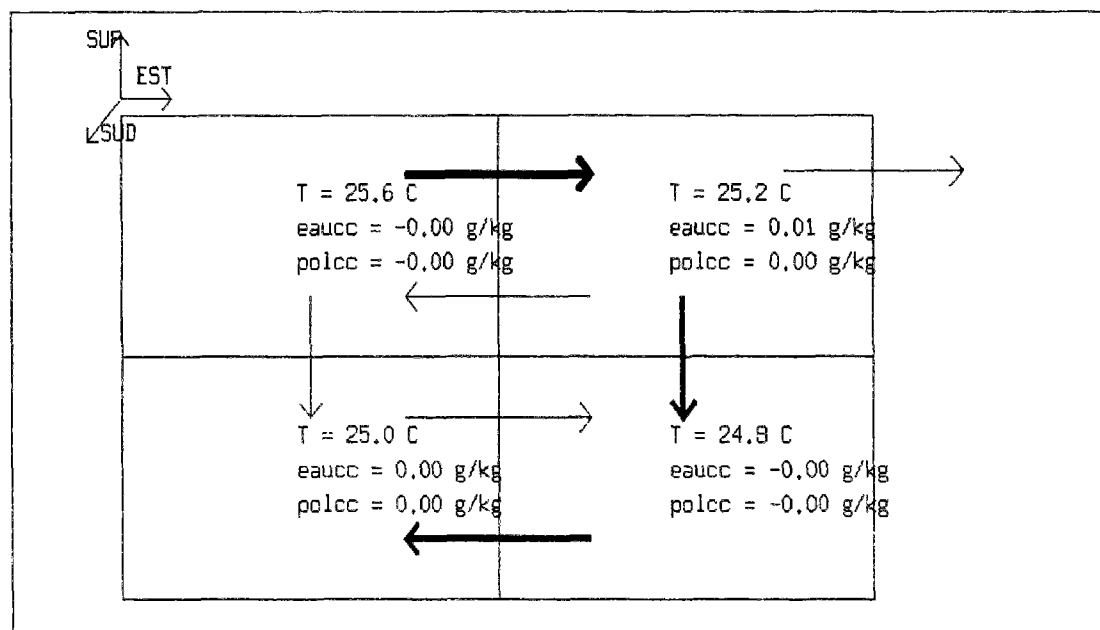 SUP
EST
SUD
T = 25.6 C
eaucc = -0.00 g/kg
polcc = -0.00 g/kg
T = 25.2 C
eaucc = 0.01 g/kg
polcc = 0.00 g/kg
T = 25.0 C
eaucc = 0.00 g/kg
polcc = 0.00 g/kg
T = 24.9 C
eaucc = -0.00 g/kg
polcc = -0.00 g/kg